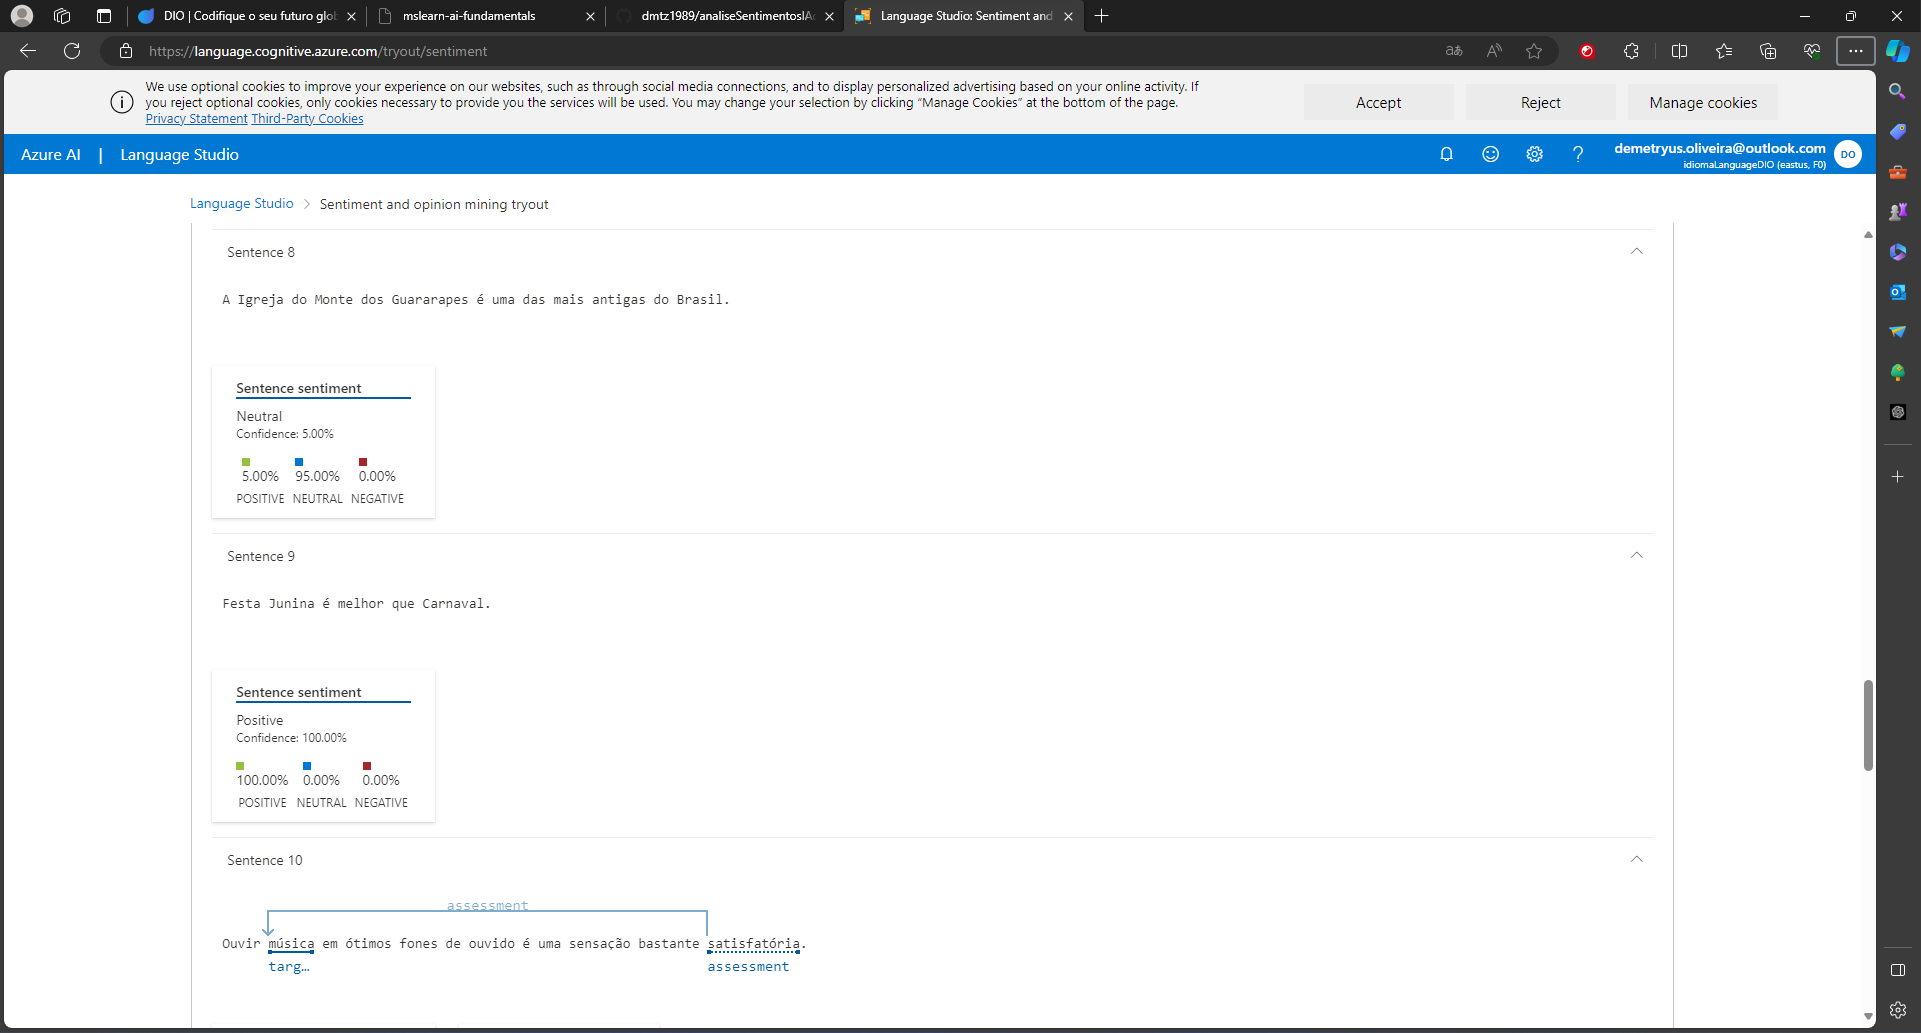 DIO | Codifique o seu futuro glob
mslearn-ai-fundamentals
dmtz1989/analiseSentimentosIA
Language Studio: Sentiment and
https://language.cognitive.azure.com/tryout/sentiment
We use optional cookies to improve your experience on our websites, such as through social media connections, and to display personalized advertising based on your online activity. If
you reject optional cookies, only cookies necessary to provide you the services will be used. You may change your selection by clicking “Manage Cookies” at the bottom of the page.
Privacy Statement Third-Party Cookies
Accept
Reject
Manage cookies
Azure AI | Language Studio
demetryus.oliveira@outlook.com
idiomaLanguageDIO (eastus, F0)
DO
Language Studio > Sentiment and opinion mining tryout
Sentence 8
A Igreja do Monte dos Guararapes é uma das mais antigas do Brasil.
Sentence sentiment
Neutral
Confidence: 5.00%
5.00% 95.00% 0.00%
POSITIVE NEUTRAL NEGATIVE
Sentence 9
Festa Junina é melhor que Carnaval.
Sentence sentiment
Positive
Confidence: 100.00%
100.00% 0.00% 0.00%
POSITIVE NEUTRAL NEGATIVE
Sentence 10
assessment
Ouvir música em ótimos fones de ouvido é uma sensação bastante satisfatória.
targ... assessment